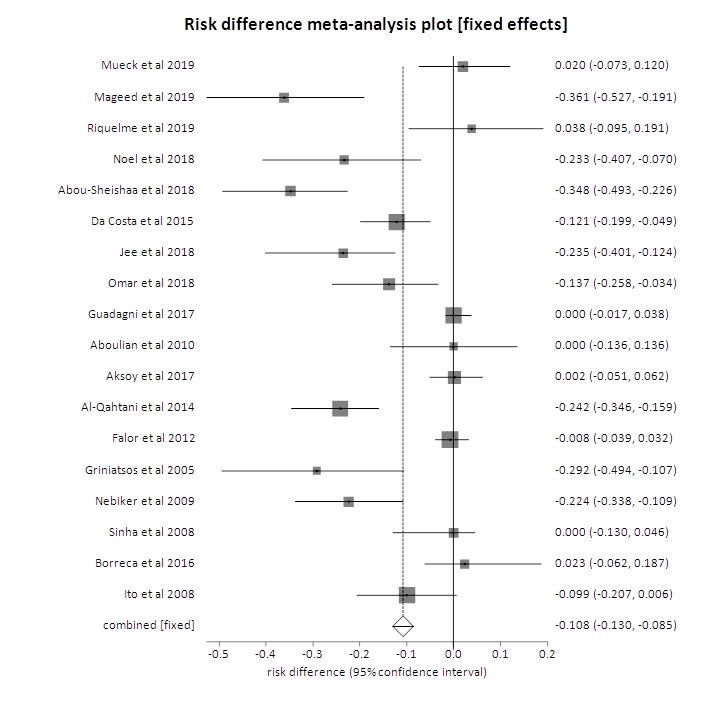 Risk difference meta-analysis plot [fixed effects]
Mueck et al 2019 0.020 (-0.073, 0.120)
Mageed et al 2019 -0.361 (-0.527, -0.191)
Riquelme et al 2019 0.038 (-0.095, 0.191)
Noel et al 2018 -0.233 (-0.407, -0.070)
Abou-Sheishaa et al 2018 -0.348 (-0.493, -0.226)
Da Costa et al 2015 -0.121 (-0.199, -0.049)
Jee et al 2018 -0.235 (-0.401, -0.124)
Omar et al 2018 -0.137 (-0.258, -0.034)
Guadagni et al 2017 0.000 (-0.017, 0.038)
Aboulian et al 2010 0.000 (-0.136, 0.136)
Aksoy et al 2017 0.002 (-0.051, 0.062)
Al-Qahtani et al 2014 -0.242 (-0.346, -0.159)
Falor et al 2012 -0.008 (-0.039, 0.032)
Griniatsos et al 2005 -0.292 (-0.494, -0.107)
Nebiker et al 2009 -0.224 (-0.338, -0.109)
Sinha et al 2008 0.000 (-0.130, 0.046)
Borreca et al 2016 0.023 (-0.062, 0.187)
Ito et al 2008 -0.099 (-0.207, 0.006)
combined [fixed] -0.108 (-0.130, -0.085)
-0.5 -0.4 -0.3 -0.2 -0.1 0.0 0.1 0.2
risk difference (95% confidence interval)